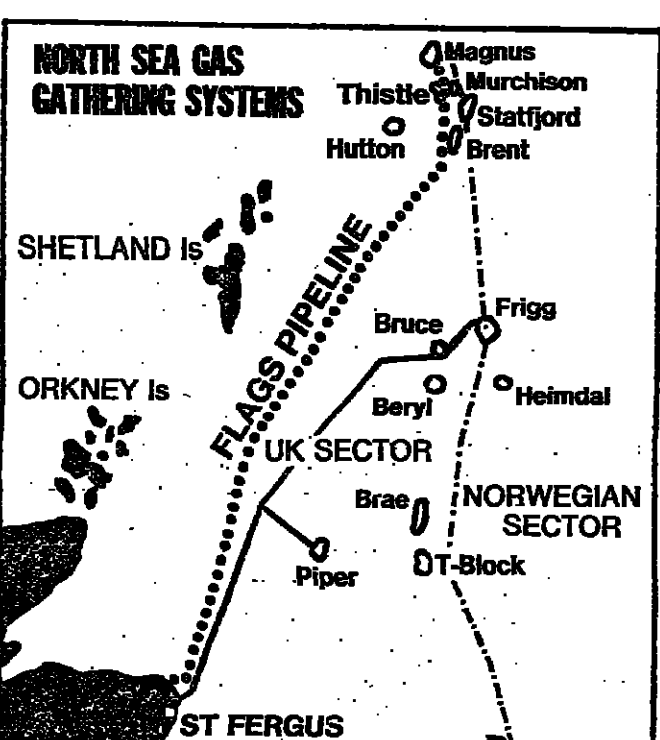 NORTH SEA GAS
GATHERING SYSTEMS
Magnus
Murchison
Thistle
Statfjord
Hutton
Brent
SHETLAND Is
FLAGS PIPELINE
Frigg
Bruce
ORKNEY Is
Beryl
Heimdal
UK SECTOR
Brae
NORWEGIAN
SECTOR
T-Block
Piper
ST FERGUS